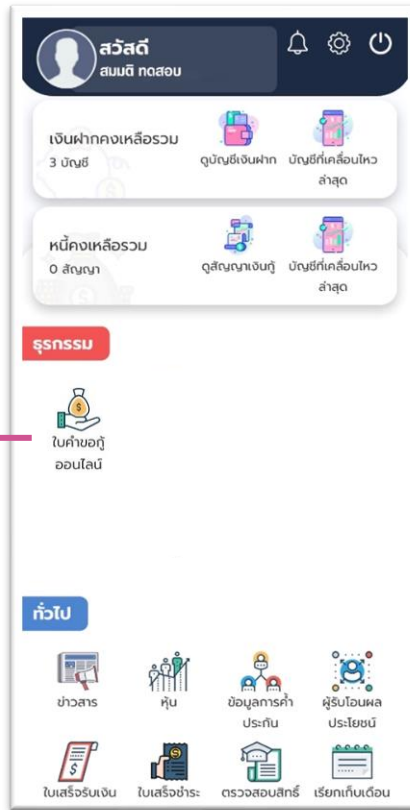 สวัสดี
สมมติ ทดสอบ
เงินฝากคงเหลือรวม
3 บัญชี
ดูบัญชีเงินฝาก
บัญชีที่เคลื่อนไหว
ล่าสุด
หนี้คงเหลือรวม
0 สัญญา
ดูสัญญาเงินกู้
บัญชีที่เคลื่อนไหว
ล่าสุด
ธุรกรรม
ใบคำขอกู้
ออนไลน์
ทั่วไป
ข่าวสาร
หุ้น
ข้อมูลการค้ำ
ประกัน
ผู้รับโอนผล
ประโยชน์
ใบเสร็จรับเงิน
ใบเสร็จชำระ
ตรวจสอบสิทธิ์
เรียกเก็บเดือน